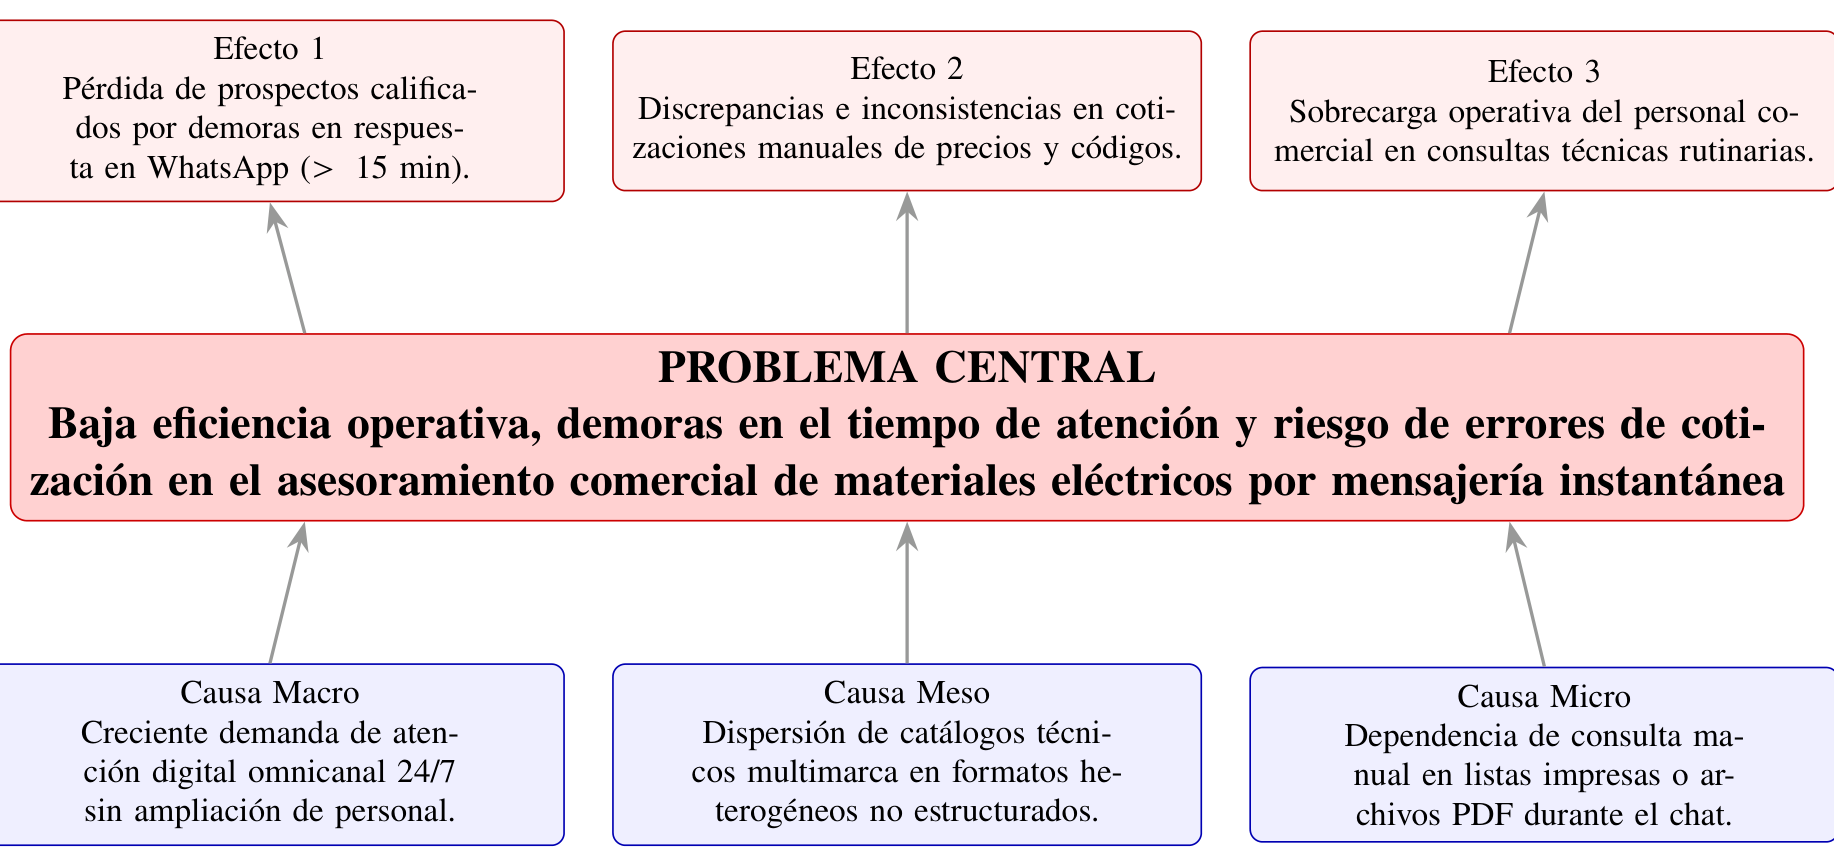 Efecto 1
Pérdida de prospectos califica-
dos por demoras en respues-
ta en WhatsApp (> 15 min).
Efecto 2
Discrepancias e inconsistencias en coti-
zaciones manuales de precios y códigos.
Efecto 3
Sobrecarga operativa del personal co-
mercial en consultas técnicas rutinarias.
PROBLEMA CENTRAL
Baja eficiencia operativa, demoras en el tiempo de atención y riesgo de errores de coti-
zación en el asesoramiento comercial de materiales eléctricos por mensajería instantánea
Causa Macro
Creciente demanda de aten-
ción digital omnicanal 24/7
sin ampliación de personal.
Causa Meso
Dispersión de catálogos técni-
cos multimarca en formatos he-
terogéneos no estructurados.
Causa Micro
Dependencia de consulta ma-
nual en listas impresas o ar-
chivos PDF durante el chat.